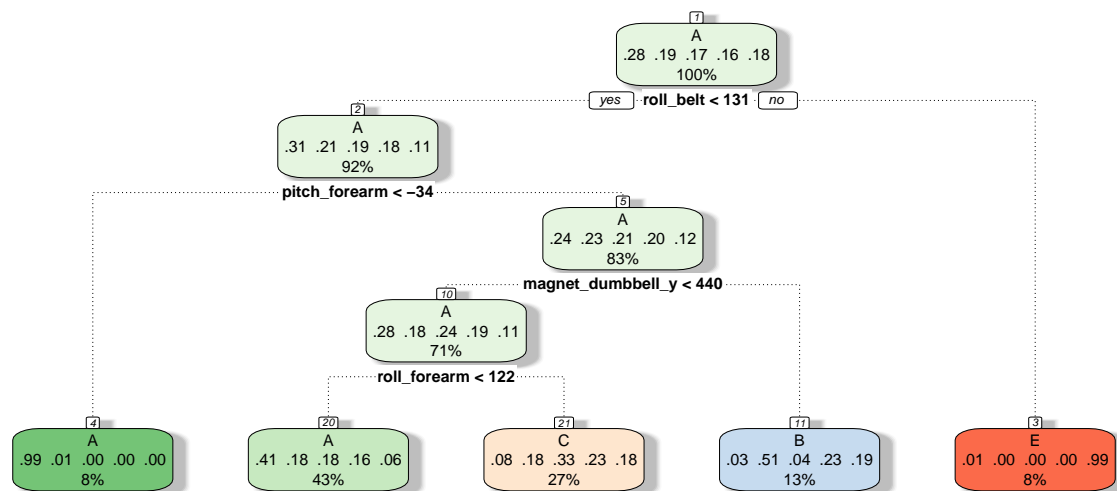 1
A
.28 .19 .17 .16 .18
100%
yes roll_belt < 131 no
2
A
.31 .21 .19 .18 .11
92%
pitch_forearm < −34
5
A
.24 .23 .21 .20 .12
83%
magnet_dumbbell_y < 440
10
A
.28 .18 .24 .19 .11
71%
roll_forearm < 122
4
A
.99 .01 .00 .00 .00
8%
20
A
.41 .18 .18 .16 .06
43%
21
C
.08 .18 .33 .23 .18
27%
11
B
.03 .51 .04 .23 .19
13%
3
E
.01 .00 .00 .00 .99
8%